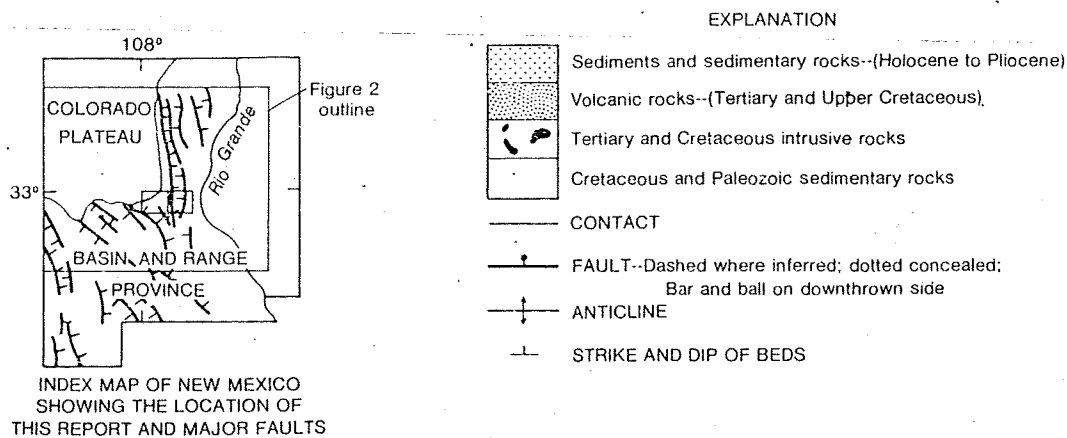 108º
COLORADO
PLATEAU
Figure 2
outline
Rio Grande
33º
BASIN AND RANGE
PROVINCE
INDEX MAP OF NEW MEXICO
SHOWING THE LOCATION OF
THIS REPORT AND MAJOR FAULTS
EXPLANATION
Sediments and sedimentary rocks--(Holocene to Pliocene)
Volcanic rocks--(Tertiary and Upper Cretaceous).
Tertiary and Cretaceous intrusive rocks
Cretaceous and Paleozoic sedimentary rocks
CONTACT
FAULT--Dashed where inferred; dotted concealed;
Bar and ball on downthrown side
ANTICLINE
STRIKE AND DIP OF BEDS